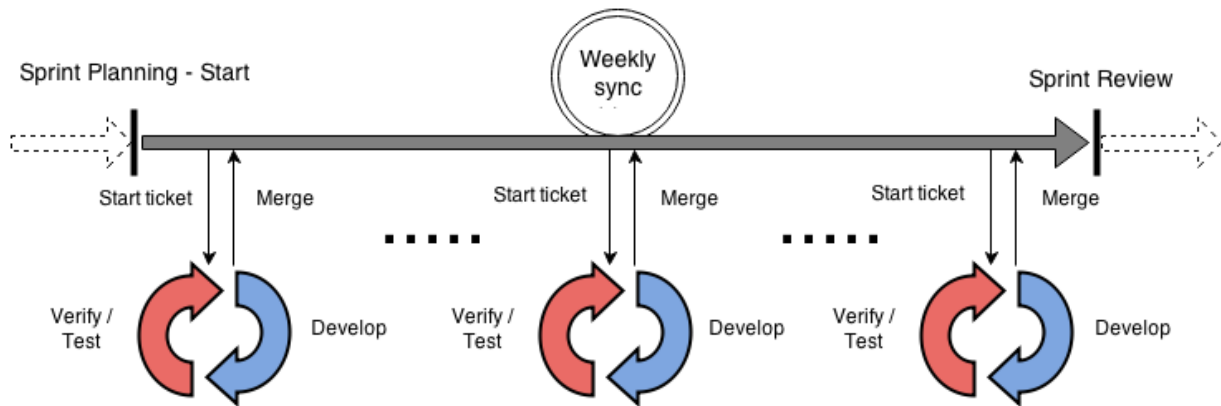 Weekly
sync
Sprint Planning - Start
Sprint Review
Start ticket
Merge
Start ticket
Merge
Start ticket
Merge
Verify /
Test
Develop
Verify /
Test
Develop
Verify /
Test
Develop